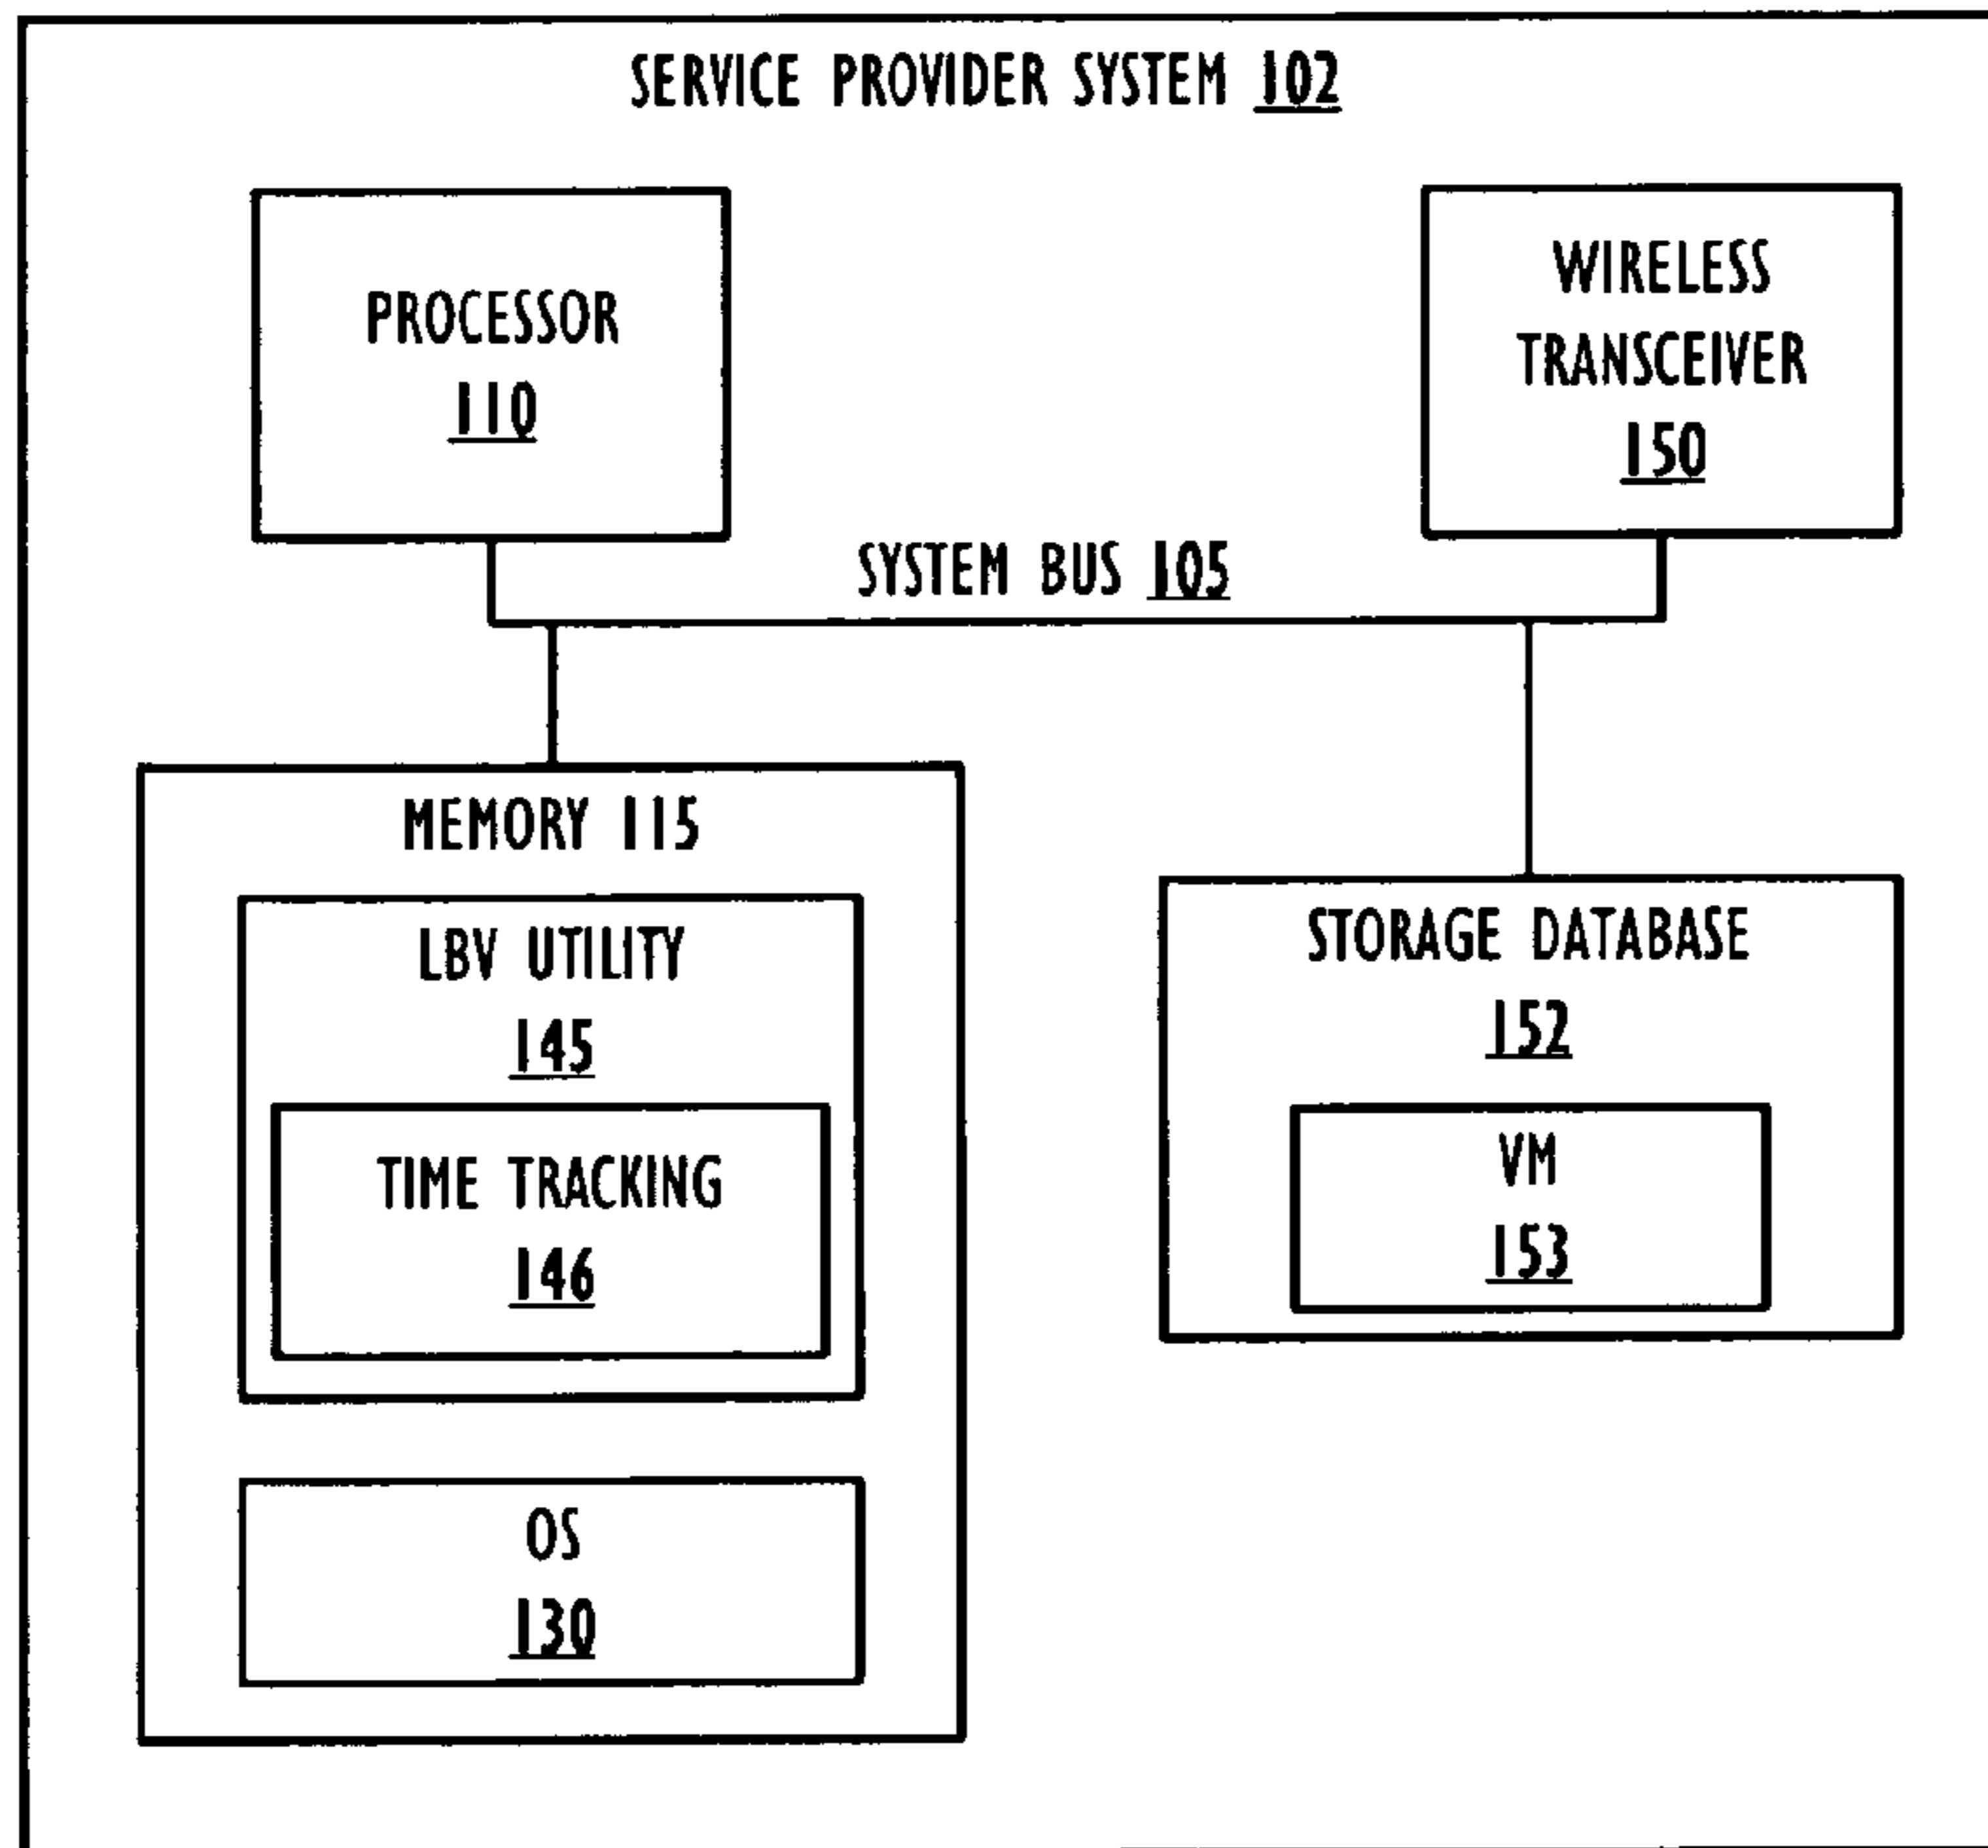 SERVICE PROVIDER SYSTEM 102
PROCESSOR
110
WIRELESS
TRANSCEIVER
150
SYSTEM BUS 105
MEMORY 115
LBV UTILITY
145
TIME TRACKING
146
OS
130
STORAGE DATABASE
152
VM
153